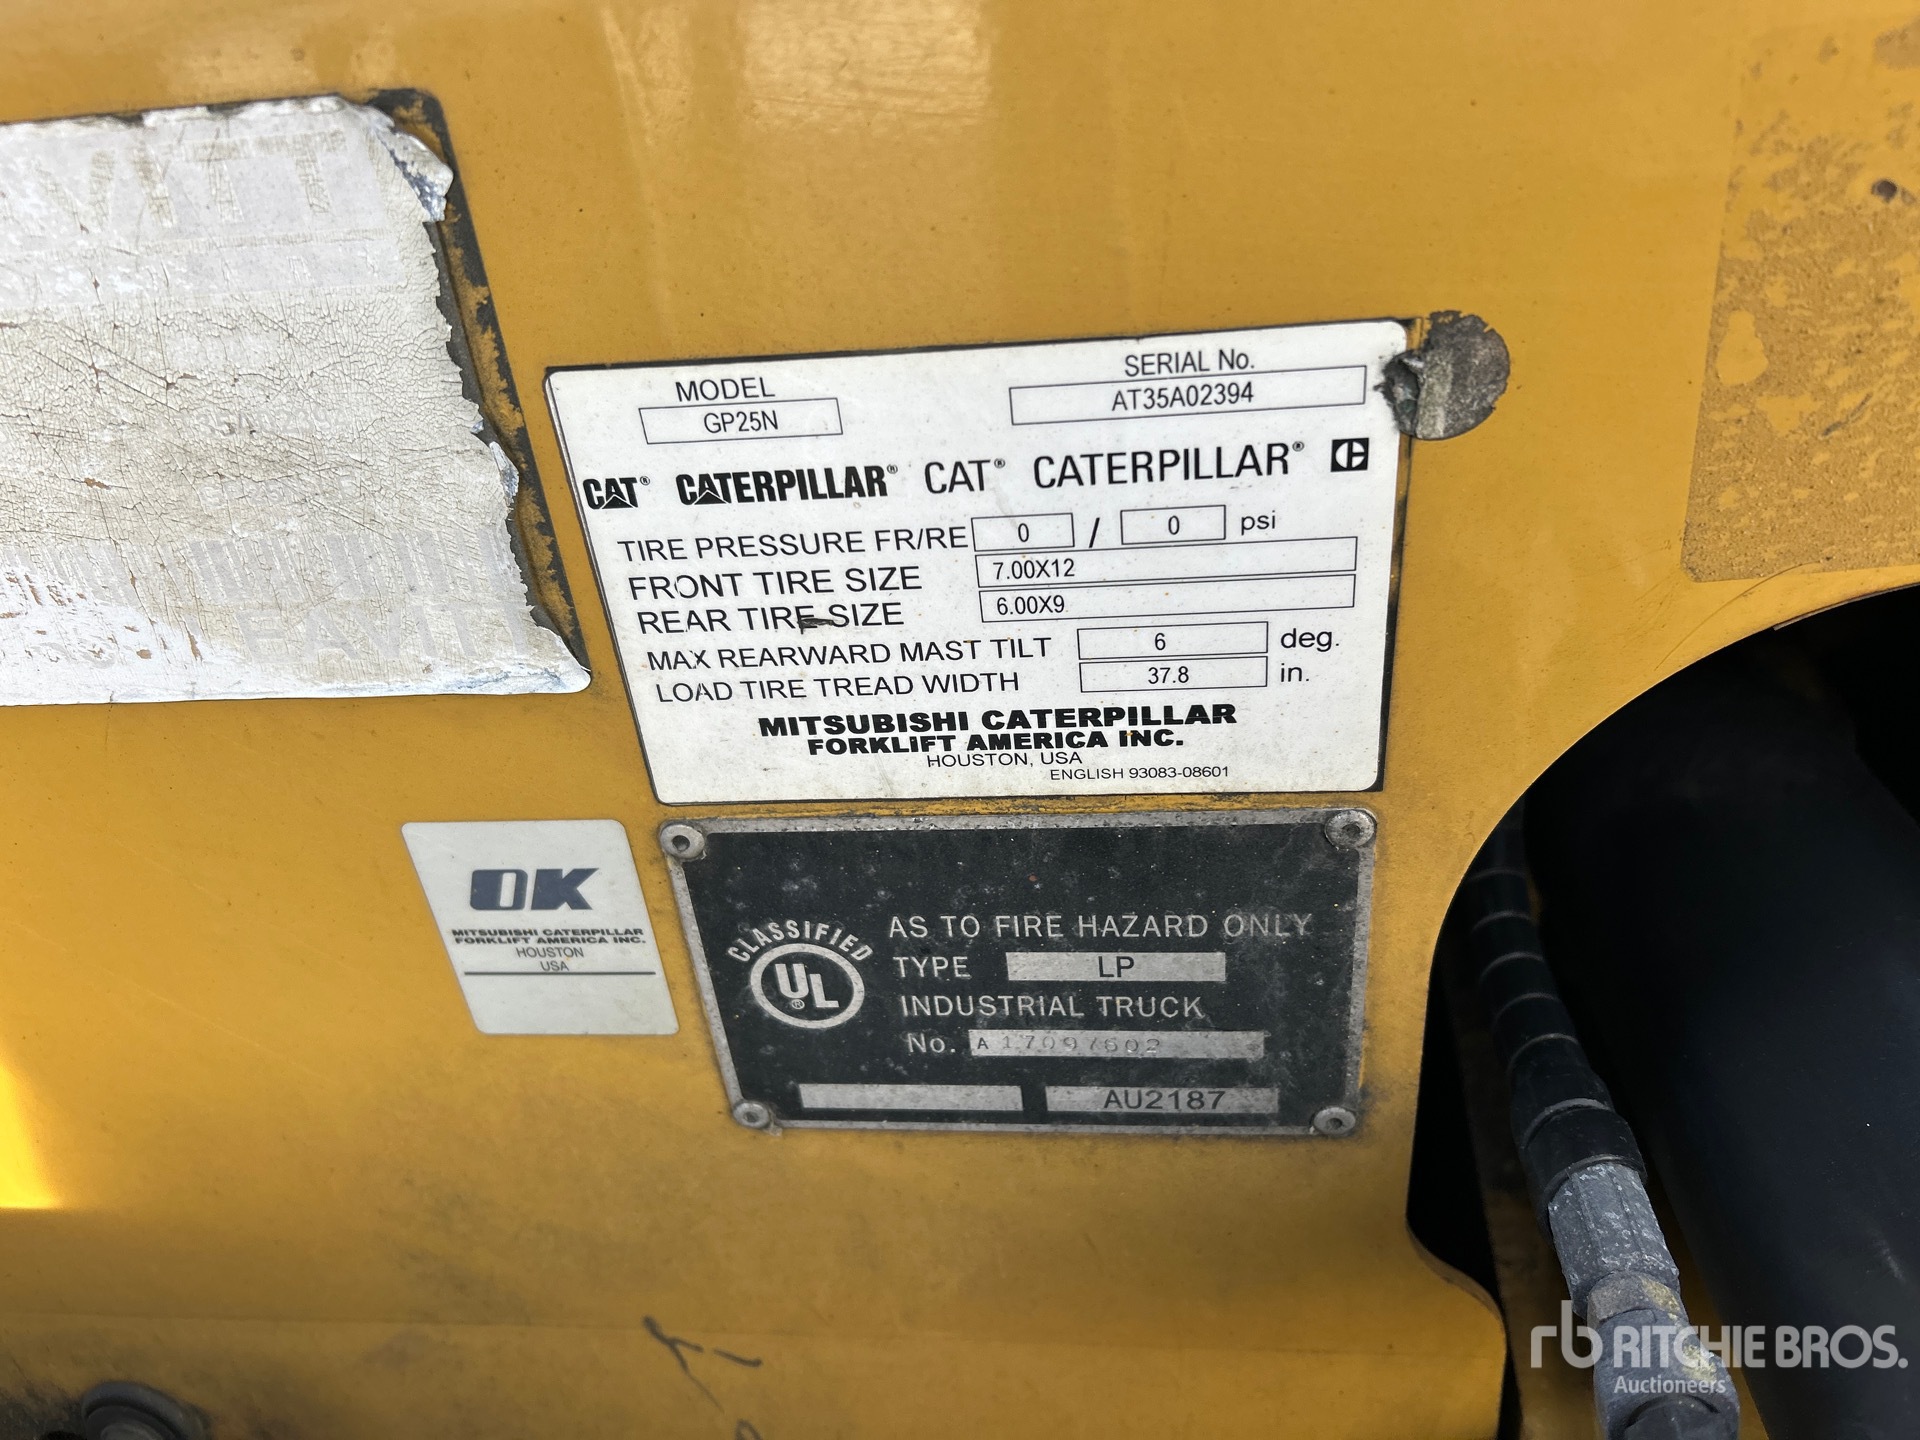 MODEL
GP25N
SERIAL No.
AT35A02394
CAT® CATERPILLAR® CAT® CATERPILLAR®
TIRE PRESSURE FR/RE 0 / 0 psi
FRONT TIRE SIZE 7.00X12
REAR TIRE SIZE 6.00X9
MAX REARWARD MAST TILT 6 deg.
LOAD TIRE TREAD WIDTH 37.8 in.
MITSUBISHI CATERPILLAR
FORKLIFT AMERICA INC.
HOUSTON, USA
ENGLISH 93083-08601
OK
MITSUBISHI CATERPILLAR
FORKLIFT AMERICA INC.
HOUSTON
USA
CLASSIFIED
UL®
AS TO FIRE HAZARD ONLY
TYPE LP
INDUSTRIAL TRUCK
No. A 17097602
AU2187
rb RITCHIE BROS.
Auctioneers